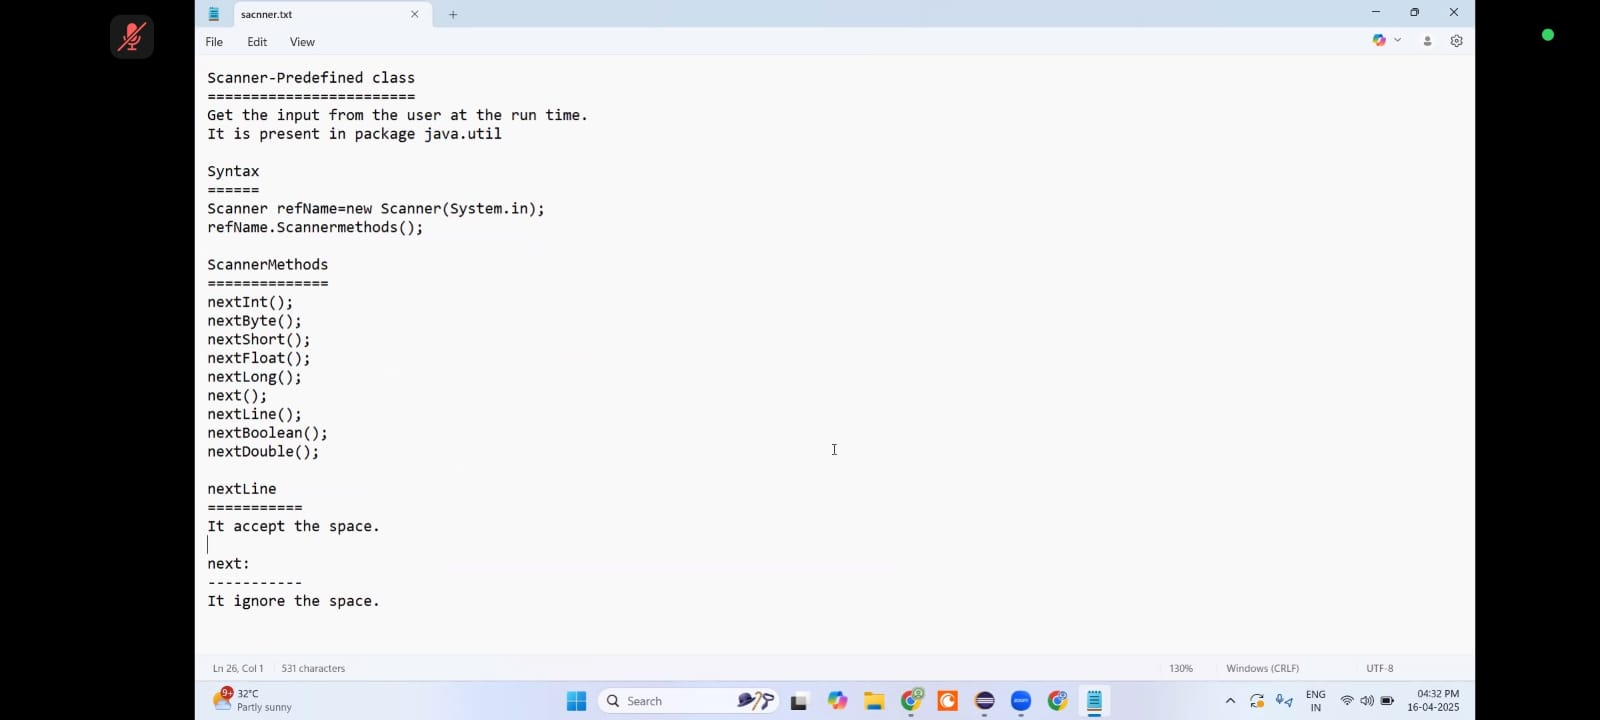 sacnner.txt
File Edit View
Scanner-Predefined class
========================
Get the input from the user at the run time.
It is present in package java.util
Syntax
======
Scanner refName=new Scanner(System.in);
refName.Scannermethods();
ScannerMethods
==============
nextInt();
nextByte();
nextShort();
nextFloat();
nextLong();
next();
nextLine();
nextBoolean();
nextDouble();
nextLine
===========
It accept the space.
next:
-----------
It ignore the space.
Ln 26, Col 1 531 characters 130% Windows (CRLF) UTF-8
9+ 32°C
Partly sunny
Search
zoom
ENG
IN
04:32 PM
16-04-2025